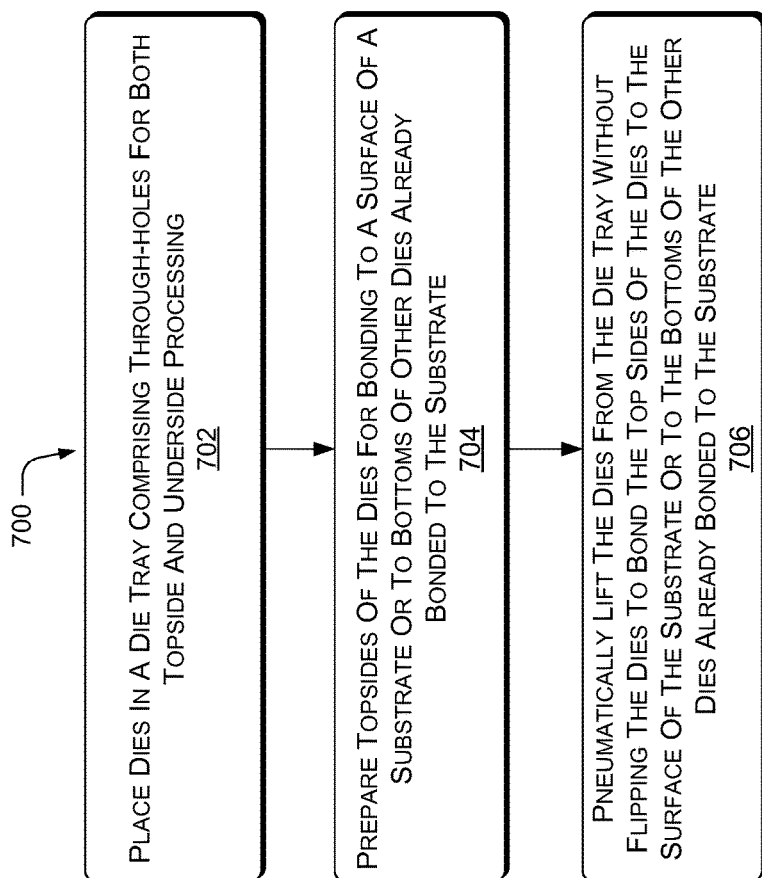 700
PLACE DIES IN A DIE TRAY COMPRISING THROUGH-HOLES FOR BOTH
TOPSIDE AND UNDERSIDE PROCESSING
702
PREPARE TOPSIDES OF THE DIES FOR BONDING TO A SURFACE OF A
SUBSTRATE OR TO BOTTOMS OF OTHER DIES ALREADY
BONDED TO THE SUBSTRATE
704
PNEUMATICALLY LIFT THE DIES FROM THE DIE TRAY WITHOUT
FLIPPING THE DIES TO BOND THE TOP SIDES OF THE DIES TO THE
SURFACE OF THE SUBSTRATE OR TO THE BOTTOMS OF THE OTHER
DIES ALREADY BONDED TO THE SUBSTRATE
706